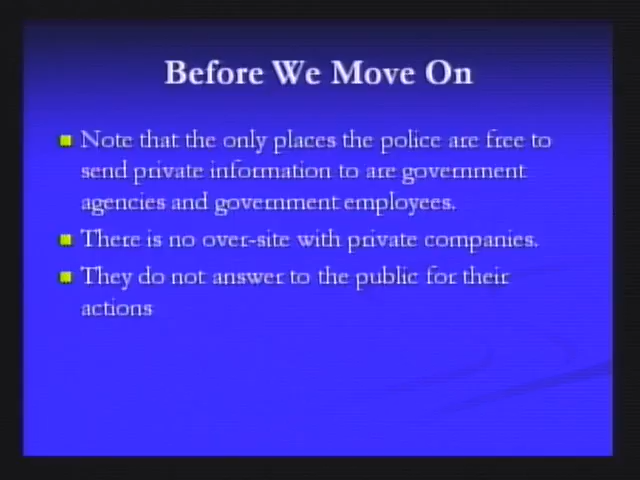 Before We Move On
Note that the only places the police are free to
send private information to are government
agencies and government employees.
There is no over-site with private companies.
They do not answer to the public for their
actions